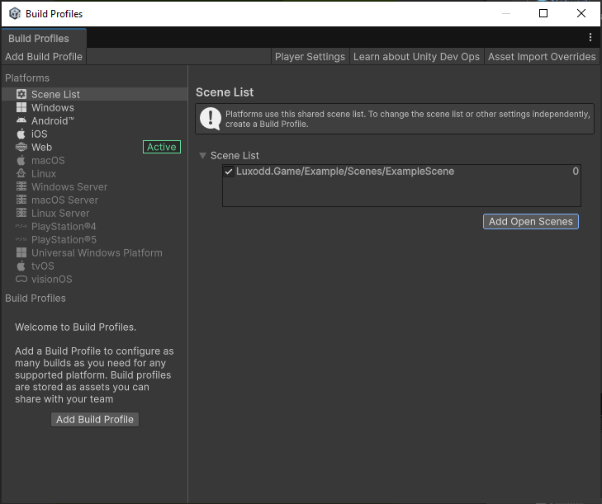 Build Profiles
Build Profiles
Add Build Profile
Player Settings
Learn about Unity Dev Ops
Asset Import Overrides
Platforms
Scene List
Windows
Android™
iOS
Web
Active
macOS
Linux
Windows Server
macOS Server
Linux Server
PlayStation®4
PlayStation®5
Universal Windows Platform
tvOS
visionOS
Build Profiles
Welcome to Build Profiles.
Add a Build Profile to configure as
many builds as you need for any
supported platform. Build profiles
are stored as assets you can
share with your team
Add Build Profile
Scene List
Platforms use this shared scene list. To change the scene list or other settings independently,
create a Build Profile.
Scene List
Luxodd.Game/Example/Scenes/ExampleScene 0
Add Open Scenes